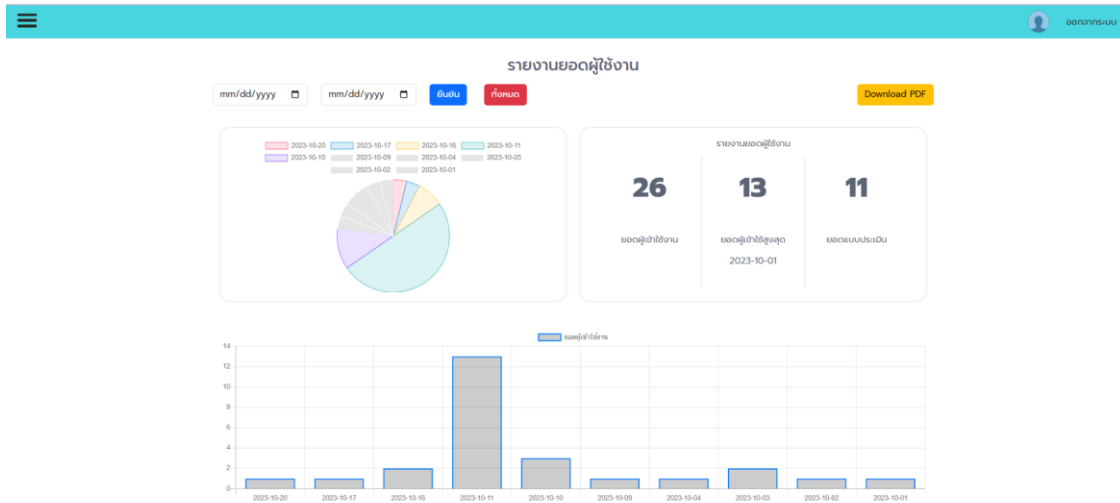 ออกจากระบบ
รายงานยอดผู้ใช้งาน
mm/dd/yyyy mm/dd/yyyy ยืนยัน ทั้งหมด Download PDF
2023-10-20 2023-10-17 2023-10-16 2023-10-11
2023-10-10 2023-10-09 2023-10-04 2023-10-03
2023-10-02 2023-10-01
รายงานยอดผู้ใช้งาน
26 13 11
ยอดผู้เข้าใช้งาน ยอดผู้เข้าใช้สูงสุด ยอดแบบประเมิน
2023-10-01
ยอดผู้เข้าใช้งาน
14
12
10
8
6
4
2
0
2023-10-20 2023-10-17 2023-10-16 2023-10-11 2023-10-10 2023-10-09 2023-10-04 2023-10-03 2023-10-02 2023-10-01